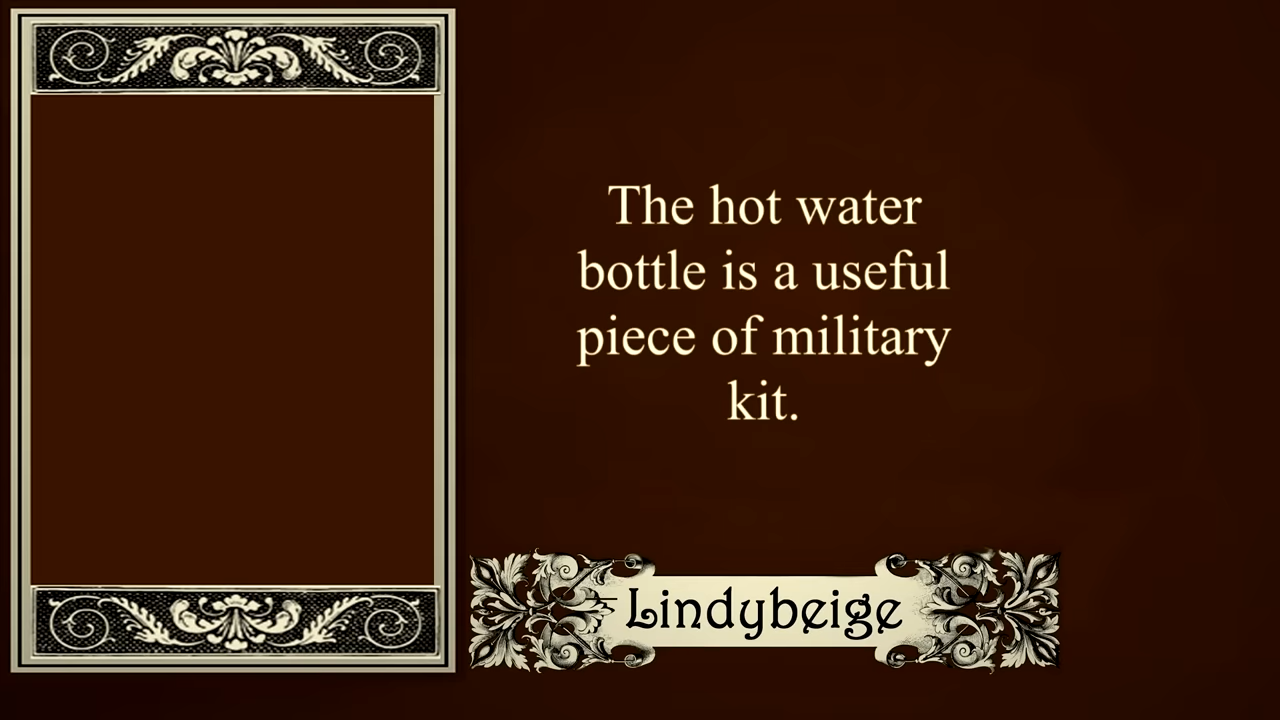 The hot water
bottle is a useful
piece of military
kit.
Lindybeige